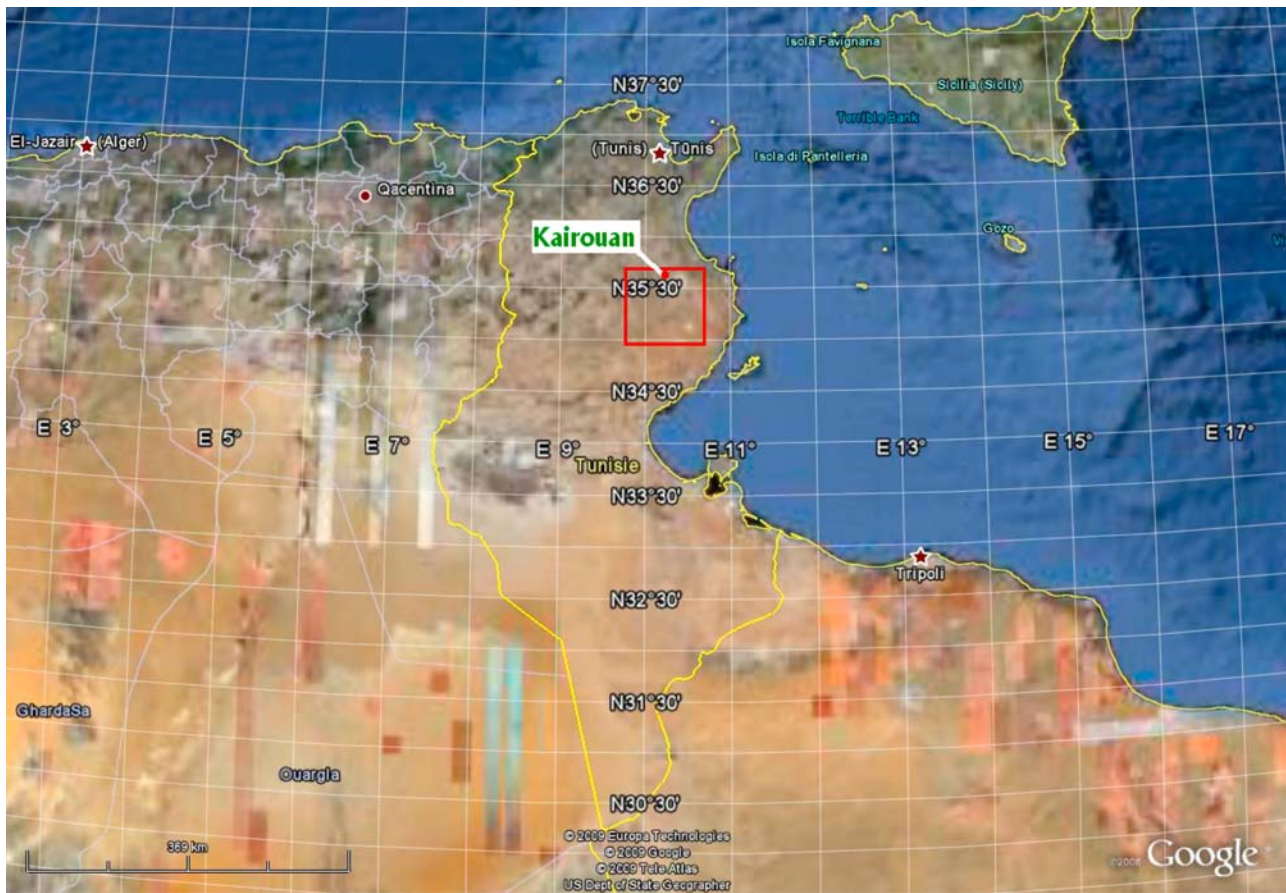 Isola Favignana
N37°30'
Sicilia (Sicily)
Terrible Bank
El-Jazair (Alger)
(Tunis) Tūnis
Isola di Pantelleria
Qacentina
N36°30'
Kairouan
Gozo
N35°30'
N34°30'
E 3° E 5° E 7° E 9° E 11° E 13° E 15° E 17°
Tunisie
N33°30'
Tripoli
N32°30'
N31°30'
GhardaSa
Ouargla
N30°30'
369 km
© 2009 Europa Technologies
© 2009 Google
© 2009 Tele Atlas
US Dept of State Geographer
©2008 Google